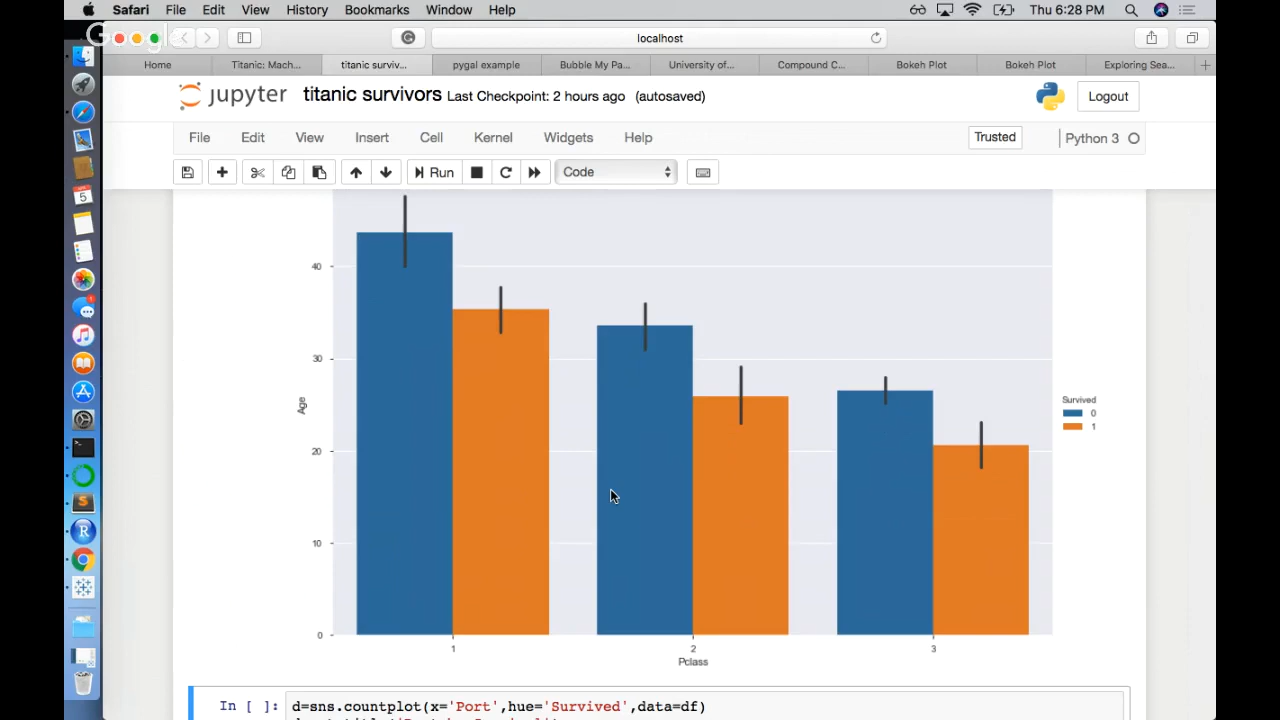 Safari File Edit View History Bookmarks Window Help Thu 6:28 PM
Google
localhost
Home Titanic: Mach... titanic surviv... pygal example Bubble My Pa... University of... Compound C... Bokeh Plot Bokeh Plot Exploring Sea...
jupyter titanic survivors Last Checkpoint: 2 hours ago (autosaved) Logout
File Edit View Insert Cell Kernel Widgets Help Trusted Python 3
Run Code
5
40
30
Age
Survived
0
1
20
10
0
1 2 3
Pclass
In [ ]: d=sns.countplot(x='Port',hue='Survived',data=df)